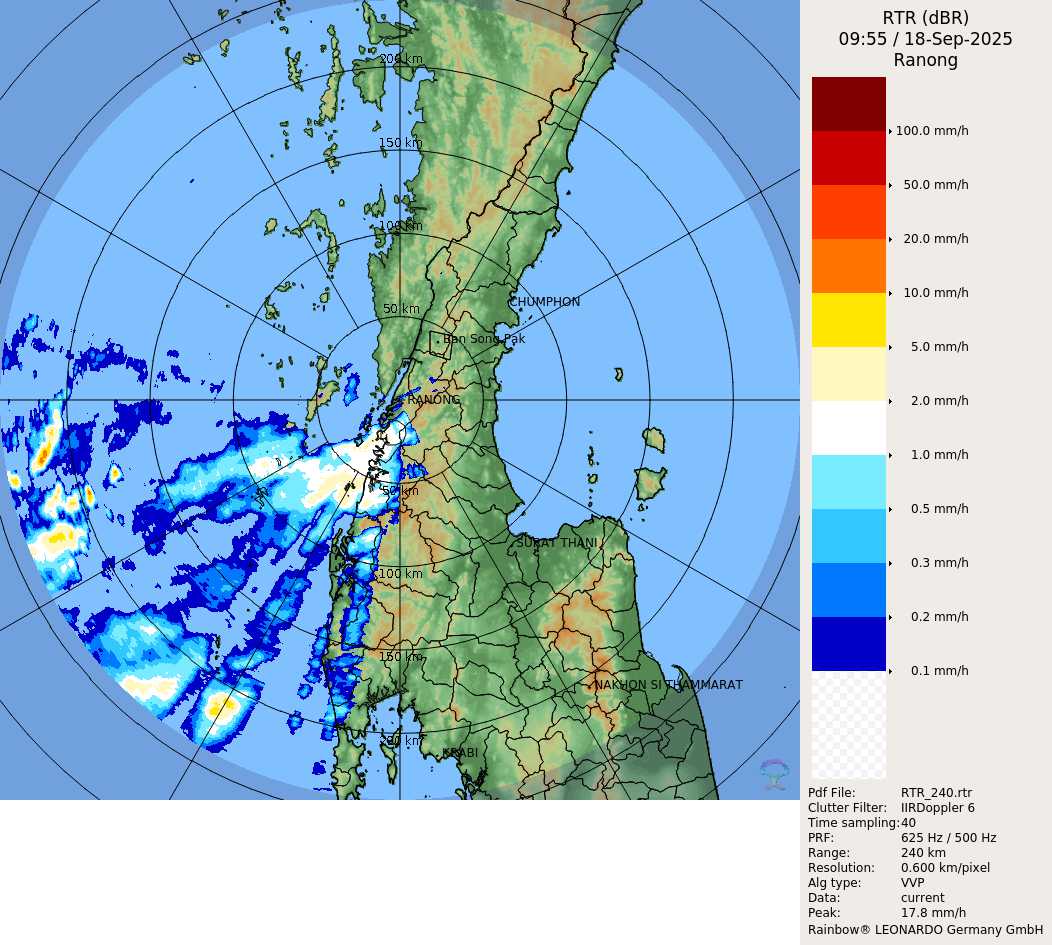 RTR (dBR)
09:55 / 18-Sep-2025
Ranong
200 km
150 km
100 km
50 km
CHUMPHON
Ban Song Pak
RANONG
50 km
SURAT THANI
100 km
150 km
NAKHON SI THAMMARAT
200 km
KRABI
100.0 mm/h
50.0 mm/h
20.0 mm/h
10.0 mm/h
5.0 mm/h
2.0 mm/h
1.0 mm/h
0.5 mm/h
0.3 mm/h
0.2 mm/h
0.1 mm/h
Pdf File: RTR_240.rtr
Clutter Filter: IIRDoppler 6
Time sampling: 40
PRF: 625 Hz / 500 Hz
Range: 240 km
Resolution: 0.600 km/pixel
Alg type: VVP
Data: current
Peak: 17.8 mm/h
Rainbow® LEONARDO Germany GmbH